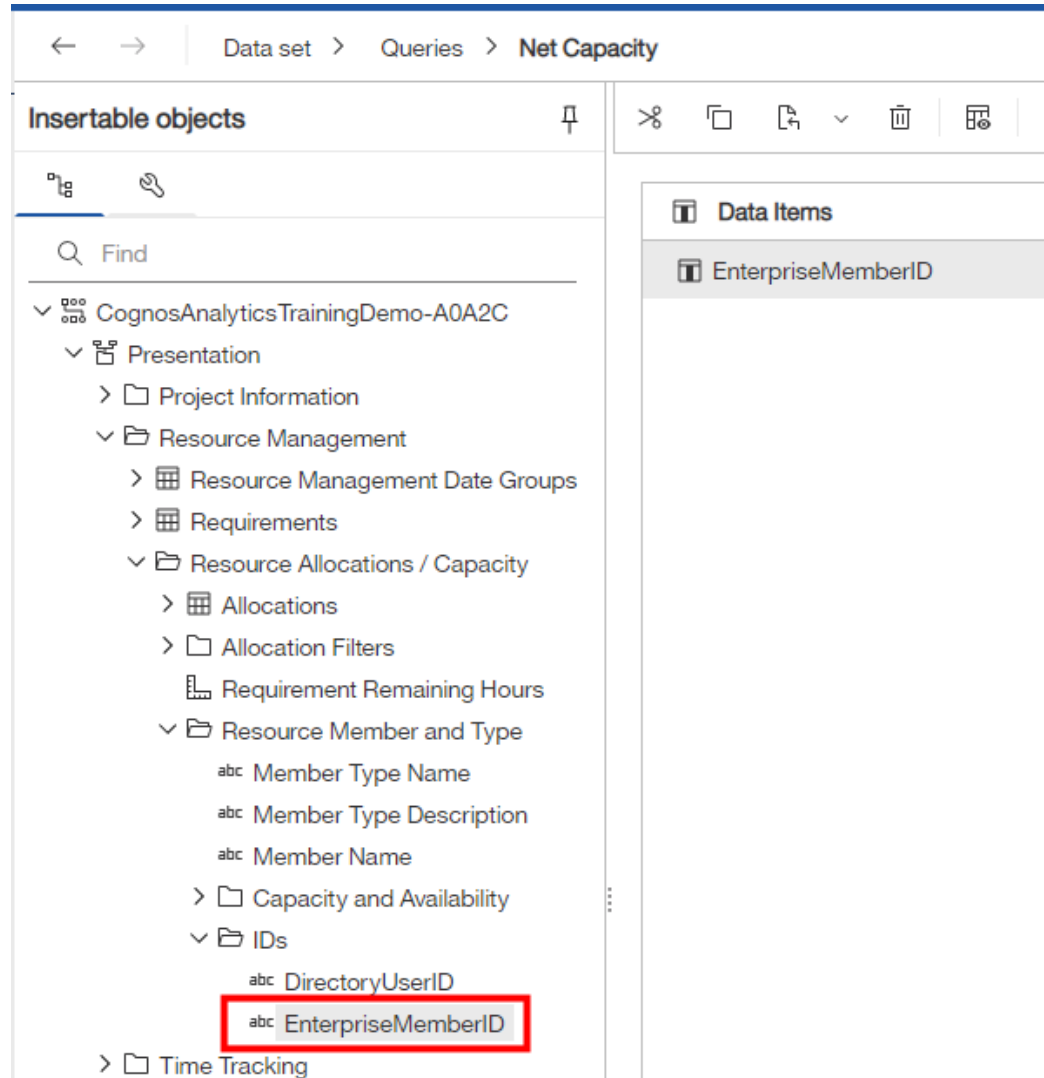 Data set > Queries > Net Capacity
Insertable objects
Find
CognosAnalyticsTrainingDemo-A0A2C
Presentation
Project Information
Resource Management
Resource Management Date Groups
Requirements
Resource Allocations / Capacity
Allocations
Allocation Filters
Requirement Remaining Hours
Resource Member and Type
abc Member Type Name
abc Member Type Description
abc Member Name
Capacity and Availability
IDs
abc DirectoryUserID
abc EnterpriseMemberID
Time Tracking
Data Items
EnterpriseMemberID